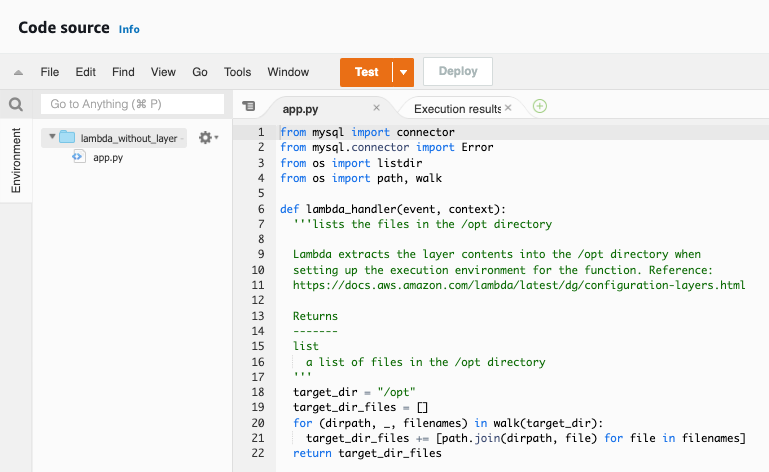 Code source Info
File Edit Find View Go Tools Window Test Deploy
Go to Anything (⌘ P)
app.py Execution results
Environment
lambda_without_layer
app.py
1 from mysql import connector
2 from mysql.connector import Error
3 from os import listdir
4 from os import path, walk
5
6 def lambda_handler(event, context):
7 '''lists the files in the /opt directory
8
9 Lambda extracts the layer contents into the /opt directory when
10 setting up the execution environment for the function. Reference:
11 https://docs.aws.amazon.com/lambda/latest/dg/configuration-layers.html
12
13 Returns
14 -------
15 list
16 a list of files in the /opt directory
17 '''
18 target_dir = "/opt"
19 target_dir_files = []
20 for (dirpath, _, filenames) in walk(target_dir):
21 target_dir_files += [path.join(dirpath, file) for file in filenames]
22 return target_dir_files